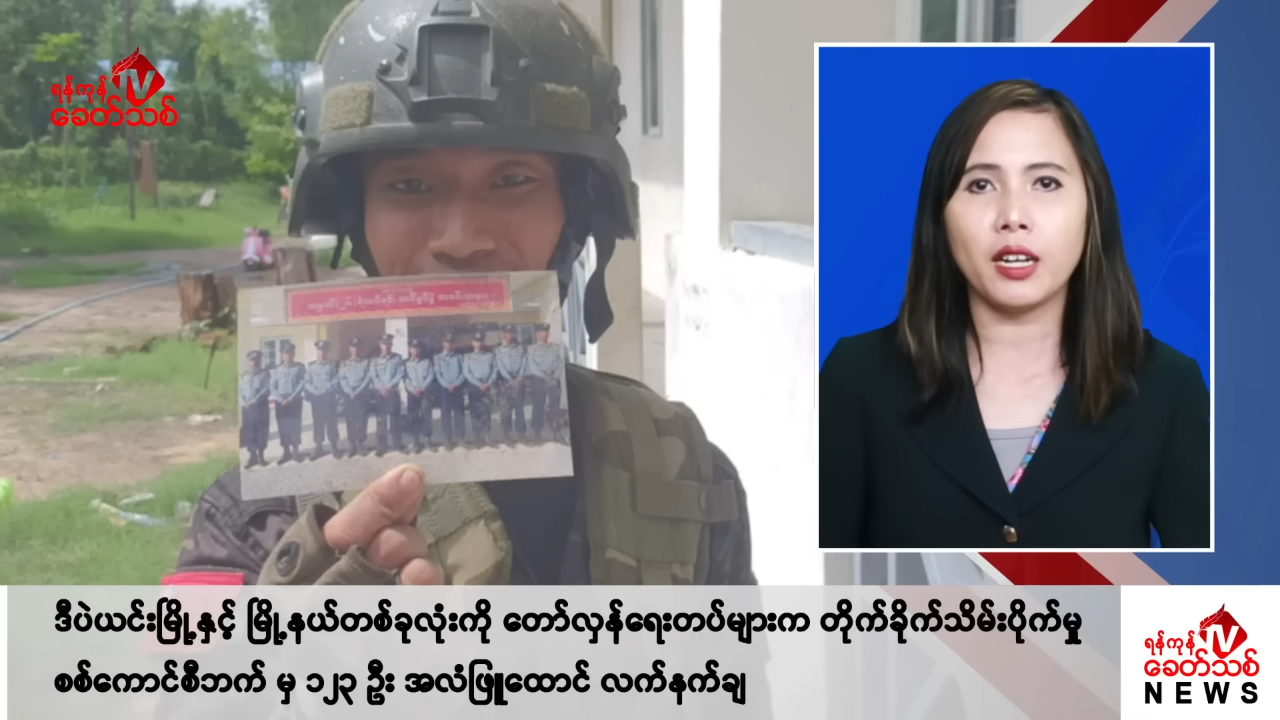 ရန်ကုန်
TV
ခေတ်သစ်
ဒီပဲယင်းမြို့နှင့် မြို့နယ်တစ်ခုလုံးကို တော်လှန်ရေးတပ်များက တိုက်ခိုက်သိမ်းပိုက်မှု
စစ်ကောင်စီဘက် မှ ၁၂၃ ဦး အလံဖြူထောင် လက်နက်ချ
ရန်ကုန်
TV
ခေတ်သစ်
NEWS